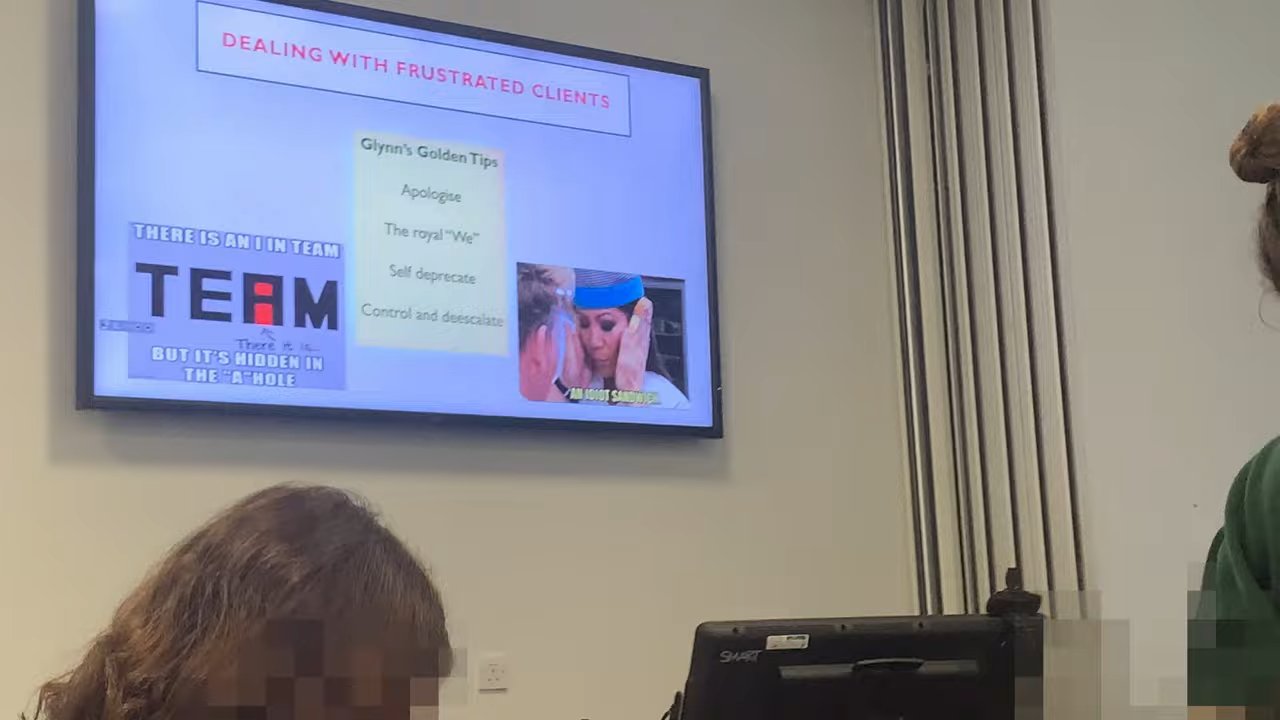 DEALING WITH FRUSTRATED CLIENTS
Glynn's Golden Tips
Apologise
The royal "We"
Self deprecate
Control and deescalate
THERE IS AN I IN TEAM
TEAM
There it is...
BUT IT'S HIDDEN IN
THE "A"HOLE
AN IDIOT SANDWICH
SMART